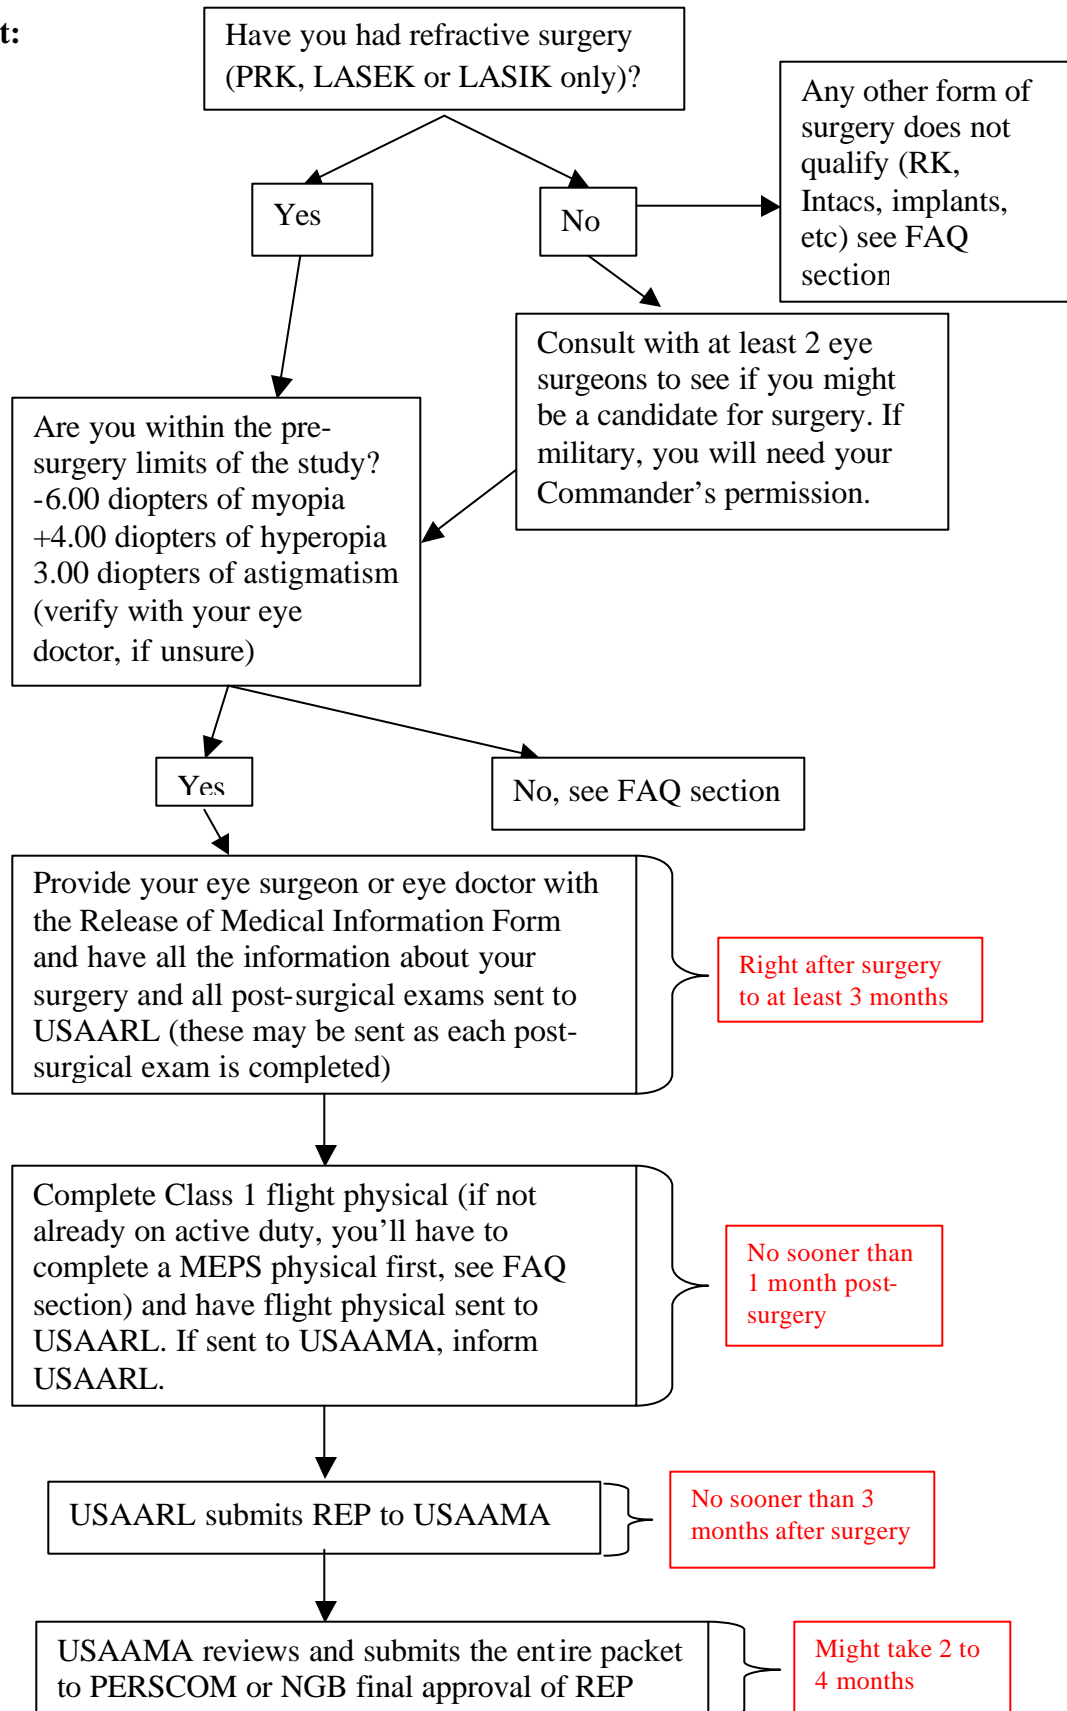 t:
Have you had refractive surgery
(PRK, LASEK or LASIK only)?
Any other form of
surgery does not
qualify (RK,
Intacs, implants,
etc) see FAQ
section
Yes
No
Consult with at least 2 eye
surgeons to see if you might
be a candidate for surgery. If
military, you will need your
Commander's permission.
Are you within the pre-
surgery limits of the study?
-6.00 diopters of myopia
+4.00 diopters of hyperopia
3.00 diopters of astigmatism
(verify with your eye
doctor, if unsure)
Yes
No, see FAQ section
Provide your eye surgeon or eye doctor with
the Release of Medical Information Form
and have all the information about your
surgery and all post-surgical exams sent to
USAARL (these may be sent as each post-
surgical exam is completed)
Right after surgery
to at least 3 months
Complete Class 1 flight physical (if not
already on active duty, you'll have to
complete a MEPS physical first, see FAQ
section) and have flight physical sent to
USAARL. If sent to USAAMA, inform
USAARL.
No sooner than
1 month post-
surgery
USAARL submits REP to USAAMA
No sooner than 3
months after surgery
USAAMA reviews and submits the entire packet
to PERSCOM or NGB final approval of REP
Might take 2 to
4 months